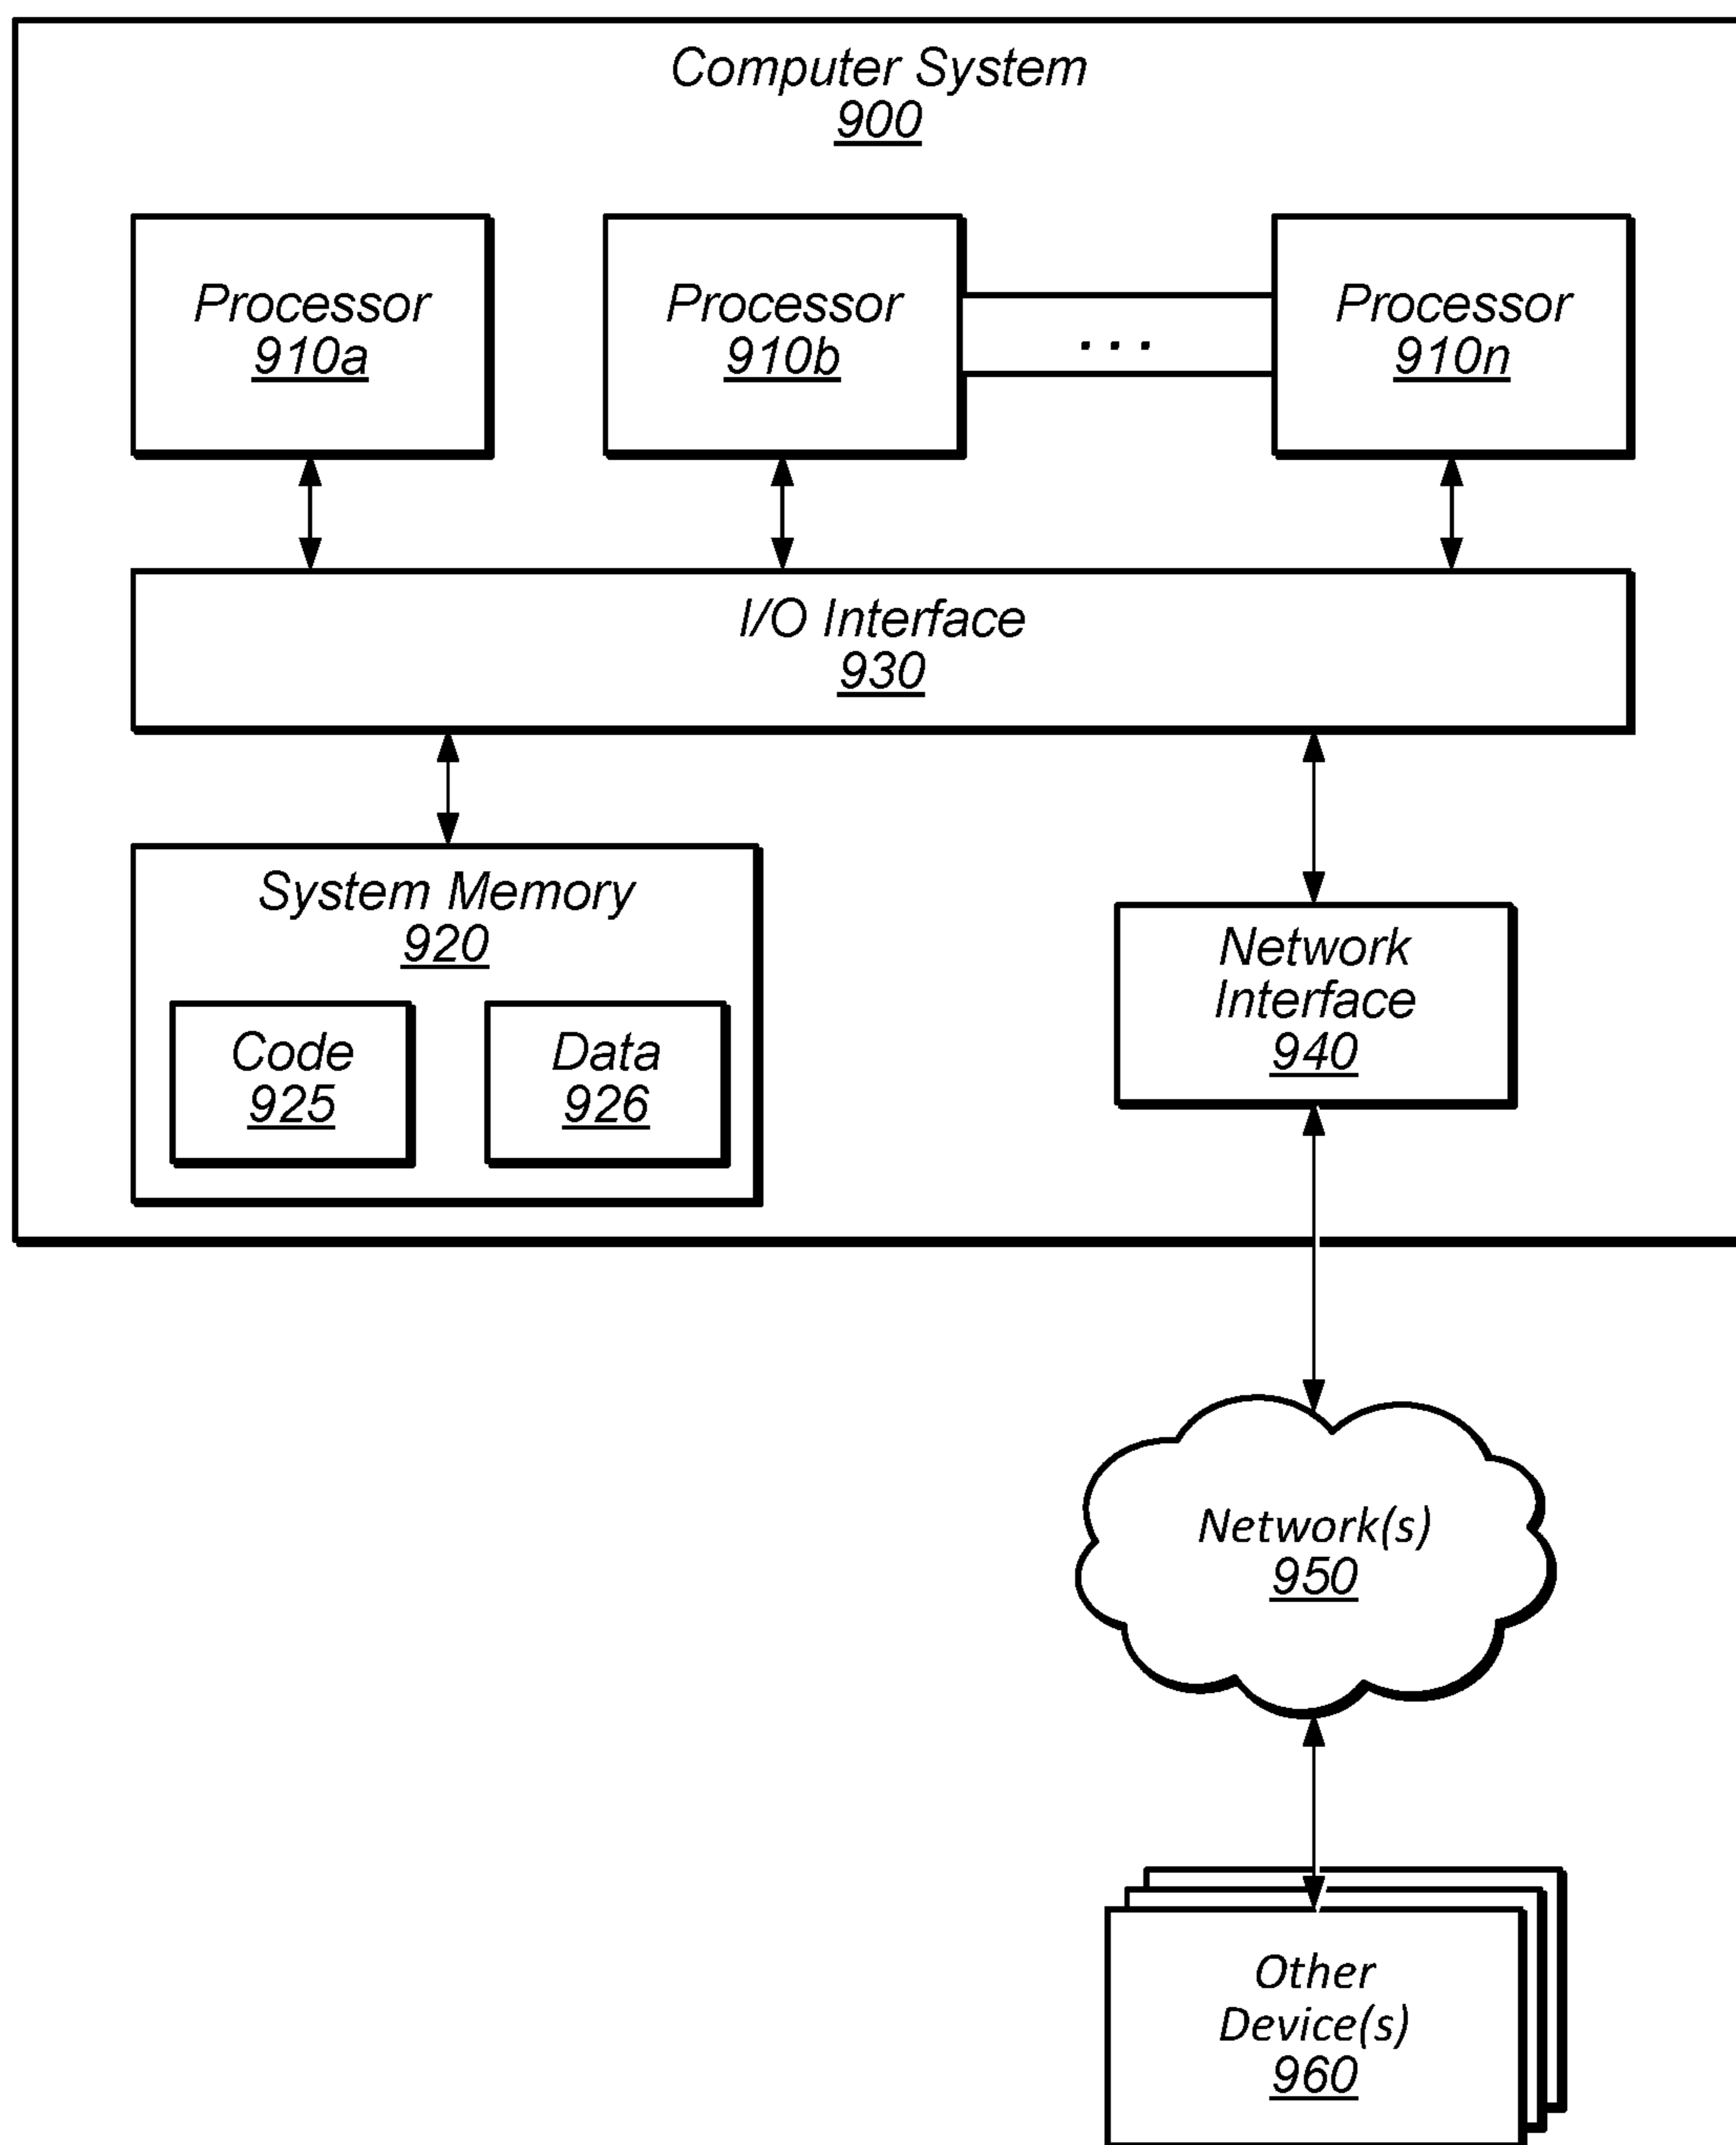 Computer System
900
Processor
910a
Processor
910b
...
Processor
910n
I/O Interface
930
System Memory
920
Code
925
Data
926
Network
Interface
940
Network(s)
950
Other
Device(s)
960